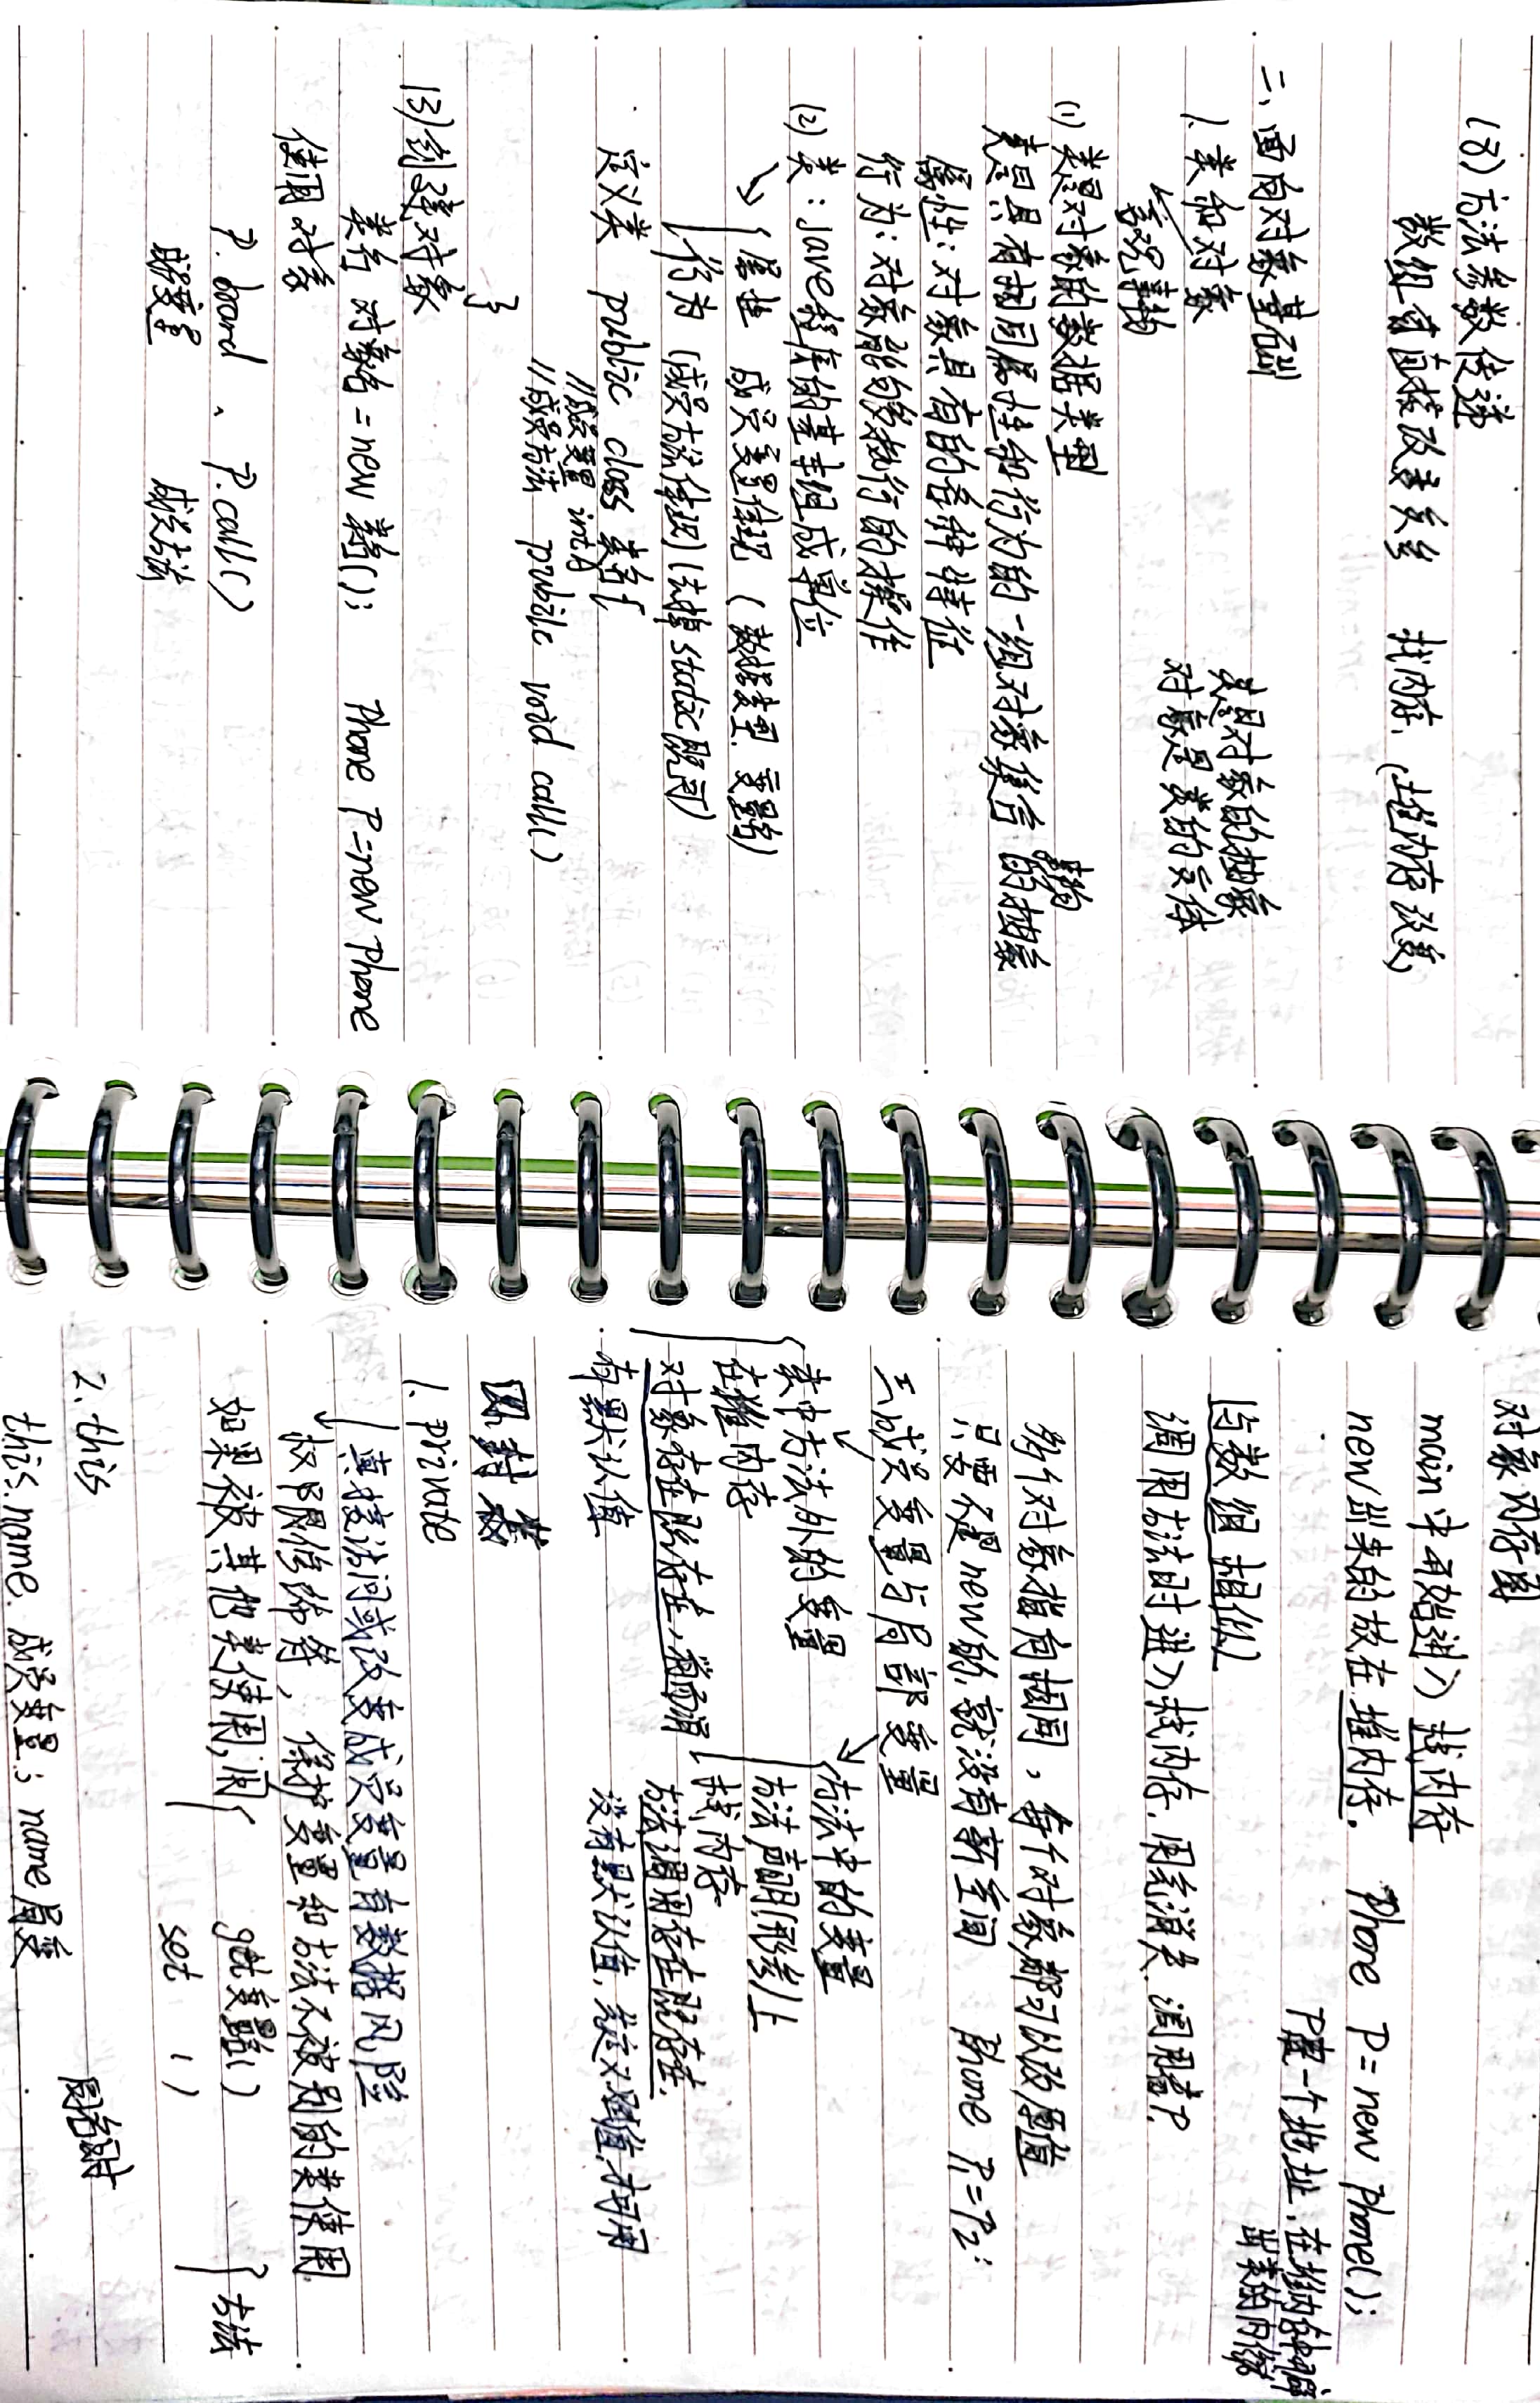 (8) 方法参数传递
数组有直接改变关系 栈内存. (堆内存改变)
二、面向对象基础
1. 类和对象
客观事物
类是对象的抽象
对象是类的实体
(1) 类是对象的数据类型
类是具有相同属性和行为的一组对象集合 事物的抽象
属性：对象具有的各种特征
行为：对象能够执行的操作
(2) 类：Jave程序的基本组成单位
属性 成员变量体现 (数据类型. 变量名)
行为 (成员方法体现) (去掉static既可)
定义类 public class 类名{
//成员变量 int A
//成员方法 pubilc void call()
}
(3) 创建对象
类名 对象名 = new 类名(); Phone P=new Phone
使用对象
P. brand 、 P.call()
成员变量 成员方法
对象内存图
main中开始进入栈内存
new出来的放在堆内存。 Phone P= new Phone();
P是一个地址，在堆内存中开辟
出类的内存
与数组相似
调用方法时进入栈内存. 用完消失. 调用者P.
多个对象指向相同，每个对象都可以改原值
只要不是new的，就没有新空间 Phone P1=P2;
三.成员变量与局部变量
类中方法外的变量
在堆内存
对象存在既存在，消而消
有默认值
方法中的变量
方法声明(形参)上
栈内存
方法调用存在既存在.
没有默认值，先定义赋值，才可用
四.封装
1. private
直接访问或改变成员变量有数据风险
权限修饰符，保护变量和方法不被别的类使用.
如果被其他类使用，用{ get变量名() } 方法
set ()
2. this 同名时
this.name. 成员变量；name局变